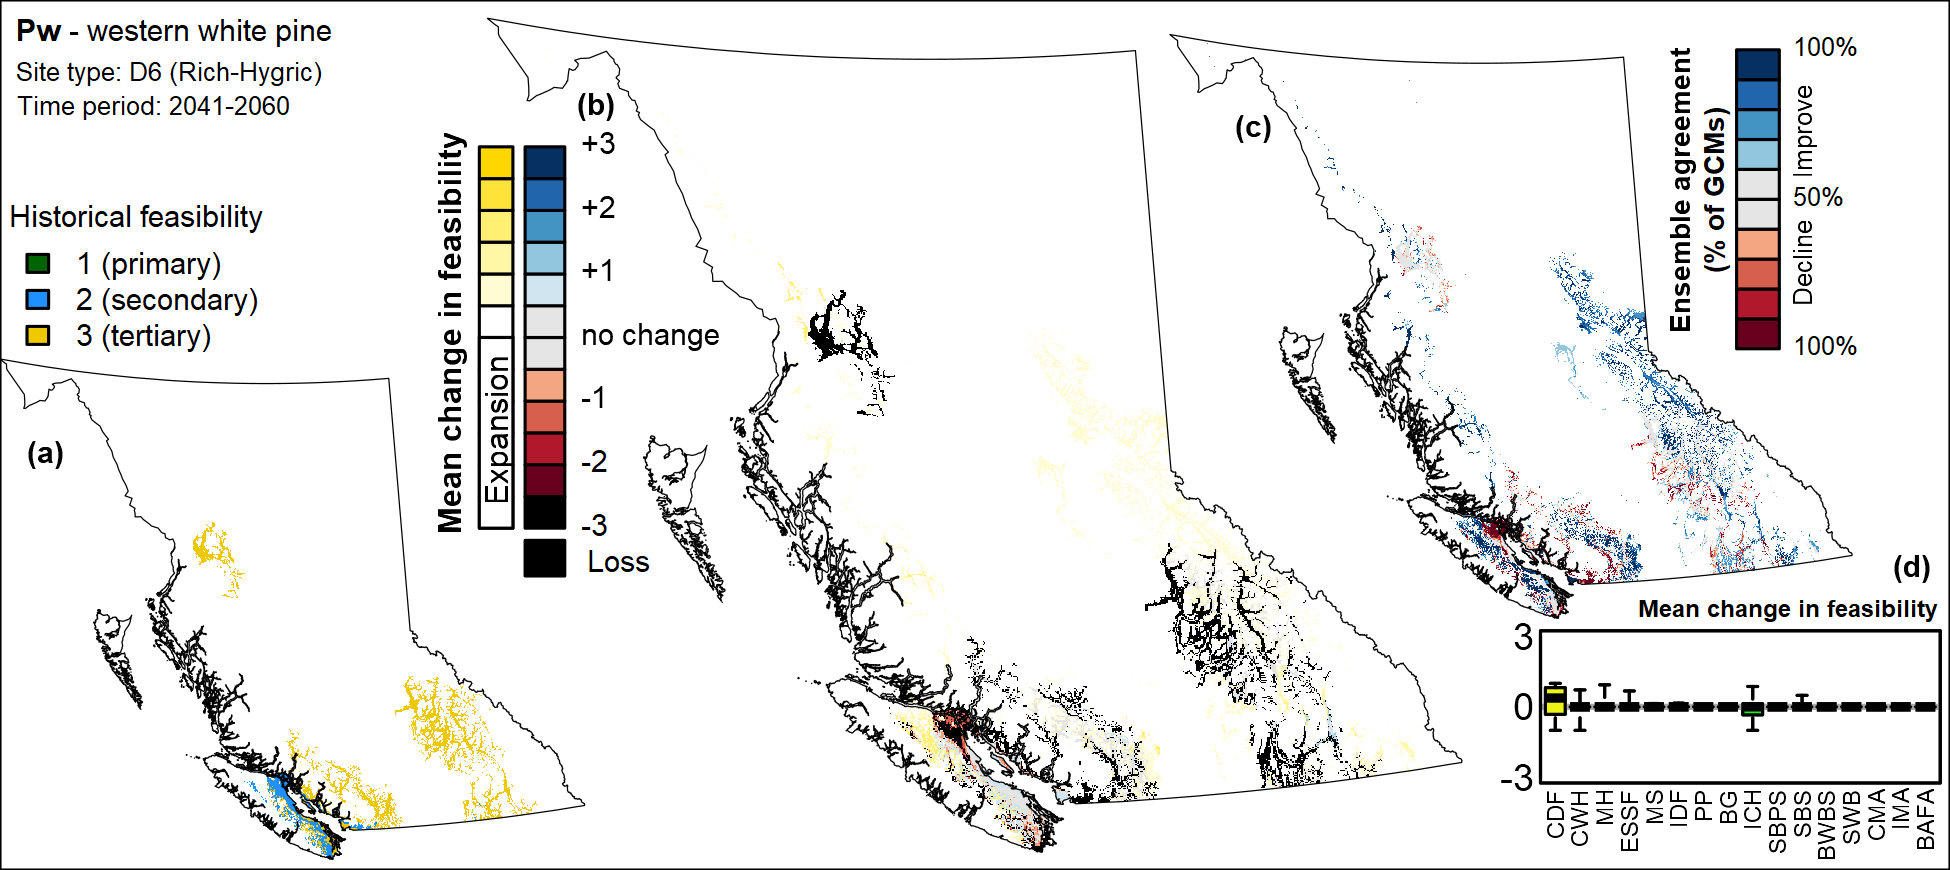 Pw - western white pine
Site type: D6 (Rich-Hygric)
Time period: 2041-2060
Historical feasibility
1 (primary)
2 (secondary)
3 (tertiary)
(a)
(b)
Mean change in feasibility
Expansion
+3
+2
+1
no change
-1
-2
-3
Loss
(c)
Ensemble agreement
(% of GCMs)
100%
Improve
50%
Decline
100%
(d)
Mean change in feasibility
3
0
-3
CDF
CWH
MH
ESSF
MS
IDF
PP
BG
ICH
SBPS
SBS
BWBS
SWB
CMA
IMA
BAFA